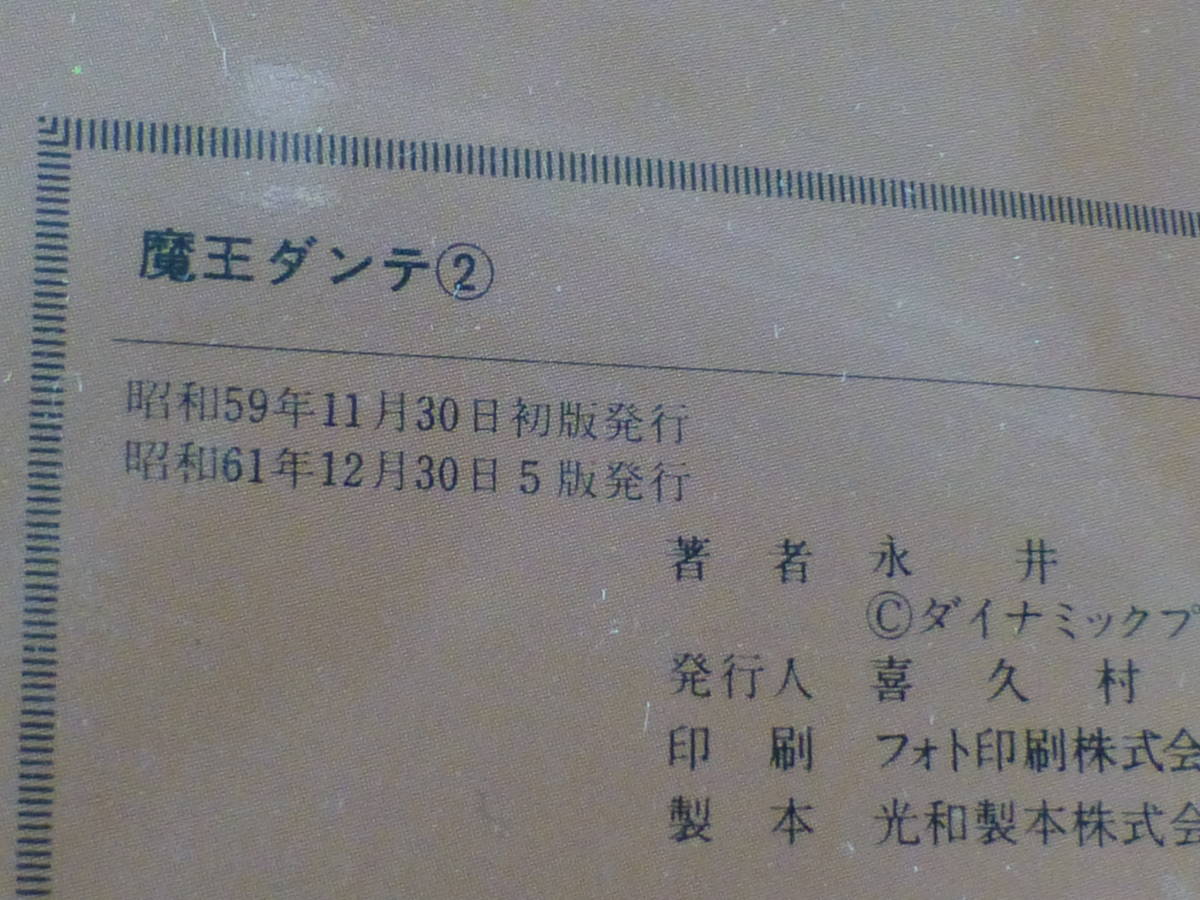 魔王ダンテ②
昭和59年11月30日初版発行
昭和61年12月30日5版発行
著 者 永 井
©ダイナミックプ
発行人 喜 久 村
印 刷 フォト印刷株式会
製 本 光和製本株式会